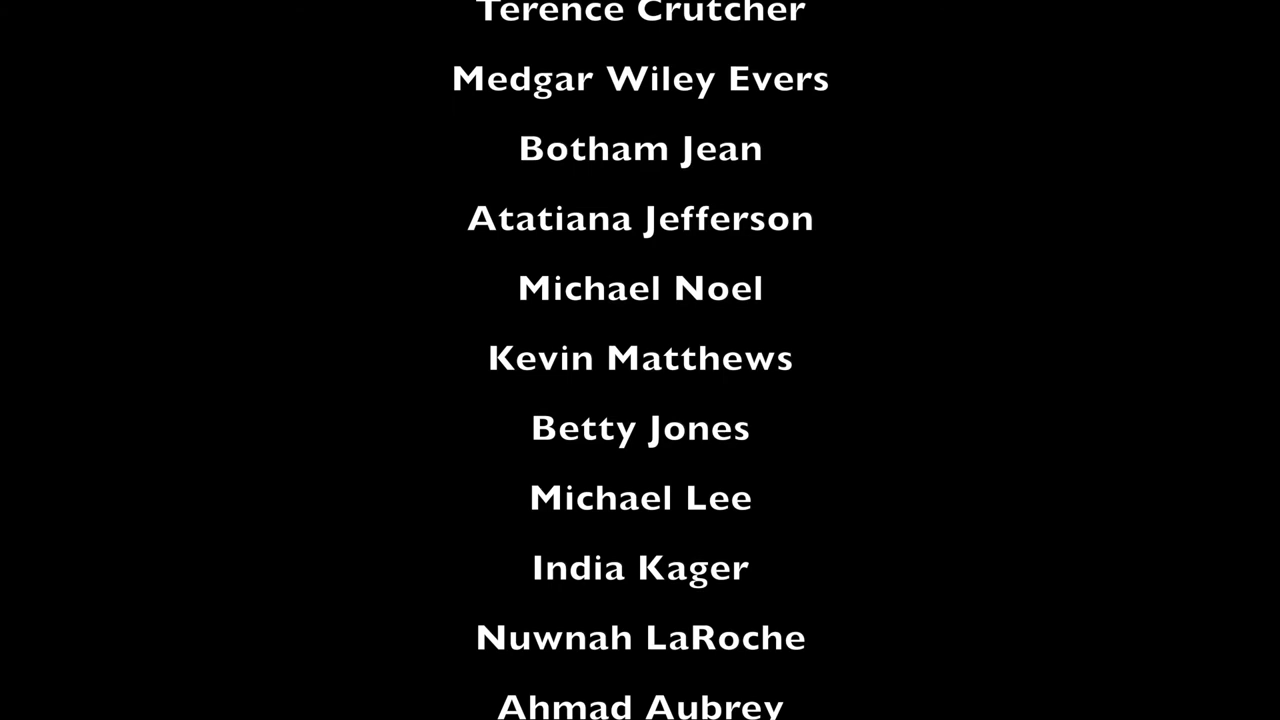 Terence Crutcher
Medgar Wiley Evers
Botham Jean
Atatiana Jefferson
Michael Noel
Kevin Matthews
Betty Jones
Michael Lee
India Kager
Nuwnah LaRoche
Ahmad Aubrey